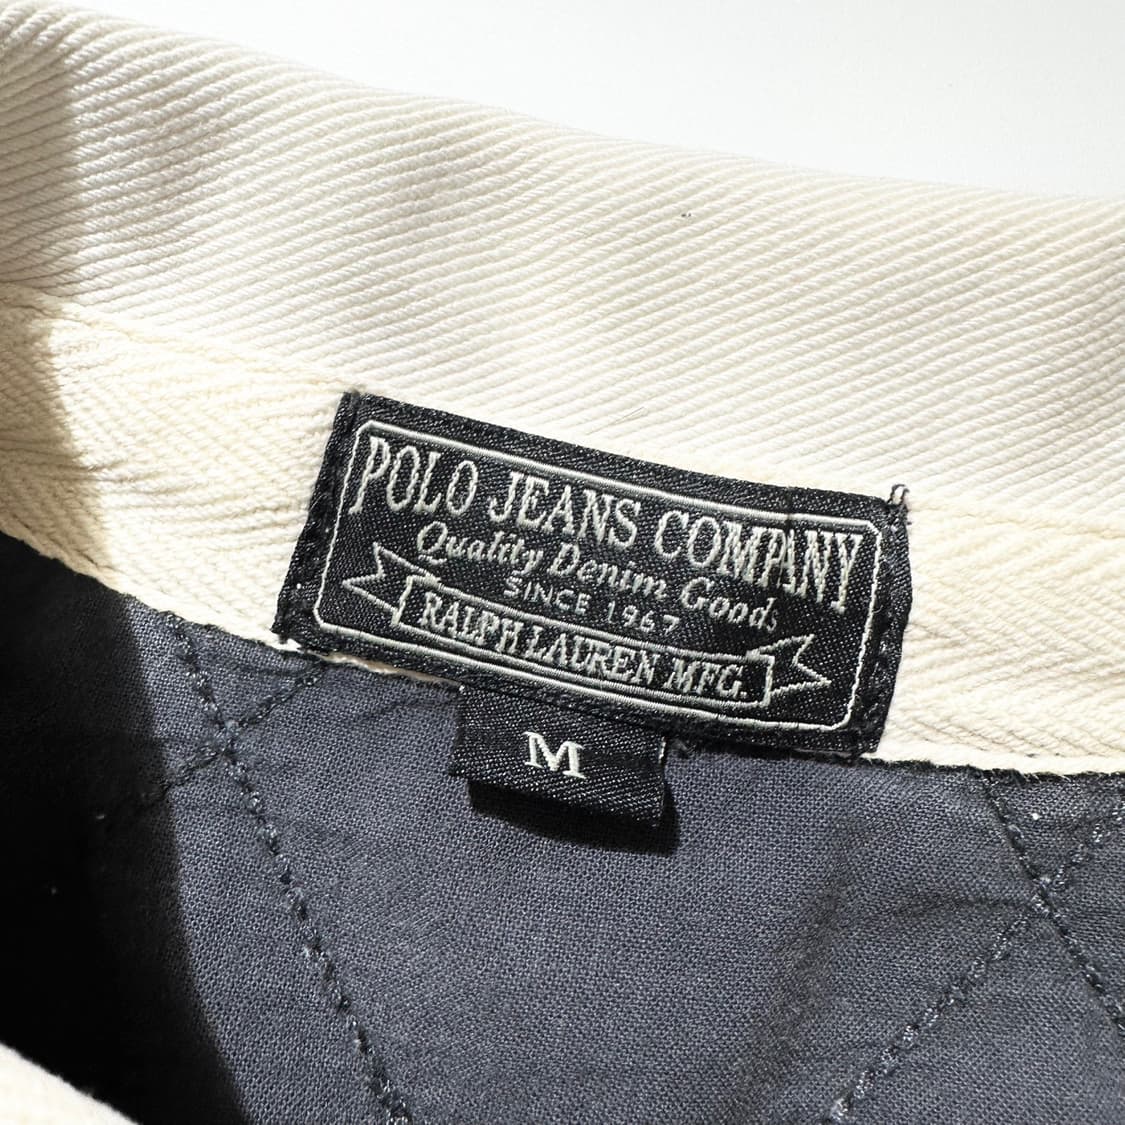 POLO JEANS COMPANY
Quality Denim Goods
SINCE 1967
RALPH LAUREN MFG.
M